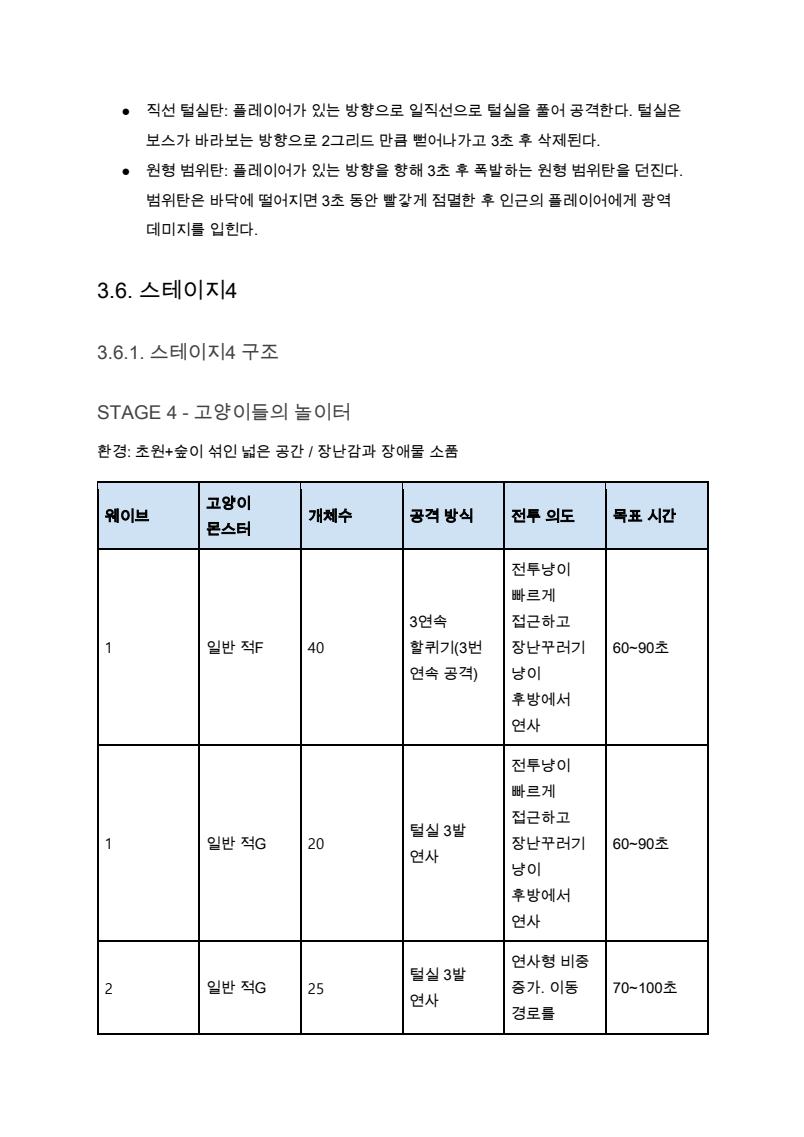 ● 직선 털실탄: 플레이어가 있는 방향으로 일직선으로 털실을 풀어 공격한다. 털실은
보스가 바라보는 방향으로 2그리드 만큼 뻗어나가고 3초 후 삭제된다.
● 원형 범위탄: 플레이어가 있는 방향을 향해 3초 후 폭발하는 원형 범위탄을 던진다.
범위탄은 바닥에 떨어지면 3초 동안 빨갛게 점멸한 후 인근의 플레이어에게 광역
데미지를 입힌다.
3.6. 스테이지4
3.6.1. 스테이지4 구조
STAGE 4 - 고양이들의 놀이터
환경: 초원+숲이 섞인 넓은 공간 / 장난감과 장애물 소품
웨이브
고양이
몬스터
개체수
공격 방식
전투 의도
목표 시간
1
일반 적F
40
3연속
할퀴기(3번
연속 공격)
전투냥이
빠르게
접근하고
장난꾸러기
냥이
후방에서
연사
60~90초
1
일반 적G
20
털실 3발
연사
전투냥이
빠르게
접근하고
장난꾸러기
냥이
후방에서
연사
60~90초
2
일반 적G
25
털실 3발
연사
연사형 비중
증가. 이동
경로를
70~100초